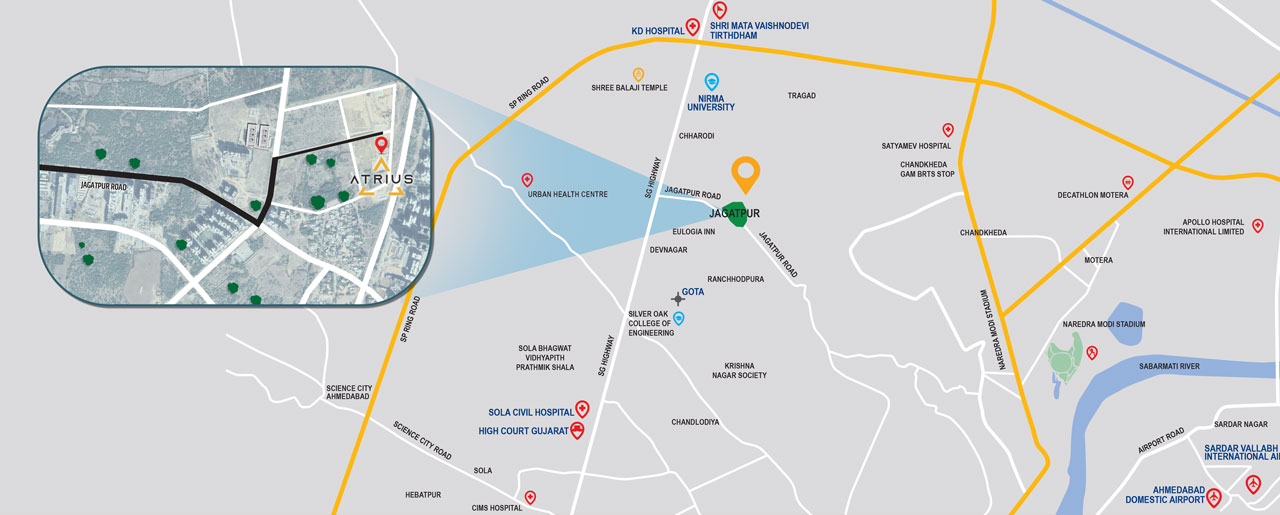 KD HOSPITAL
SHRI MATA VAISHNODEVI
TIRTHDHAM
SP RING ROAD
SHREE BALAJI TEMPLE
NIRMA
UNIVERSITY
TRAGAD
CHHARODI
SATYAMEV HOSPITAL
CHANDKHEDA
GAM BRTS STOP
JAGATPUR ROAD
ATRIUS
URBAN HEALTH CENTRE
SG HIGHWAY
JAGATPUR ROAD
JAGATPUR
DECATHLON MOTERA
APOLLO HOSPITAL
INTERNATIONAL LIMITED
EULOGIA INN
DEVNAGAR
JAGATPUR ROAD
CHANDKHEDA
MOTERA
RANCHHODPURA
GOTA
SP RING ROAD
SILVER OAK
COLLEGE OF
ENGINEERING
NAREDRA MODI STADIUM
NAREDRA MODI STADIUM
SOLA BHAGWAT
VIDHYAPITH
PRATHMIK SHALA
SG HIGHWAY
KRISHNA
NAGAR SOCIETY
SABARMATI RIVER
SCIENCE CITY
AHMEDABAD
SOLA CIVIL HOSPITAL
HIGH COURT GUJARAT
CHANDLODIYA
SCIENCE CITY ROAD
SARDAR NAGAR
AIRPORT ROAD
SARDAR VALLABH
INTERNATIONAL AI
SOLA
HEBATPUR
CIMS HOSPITAL
AHMEDABAD
DOMESTIC AIRPORT